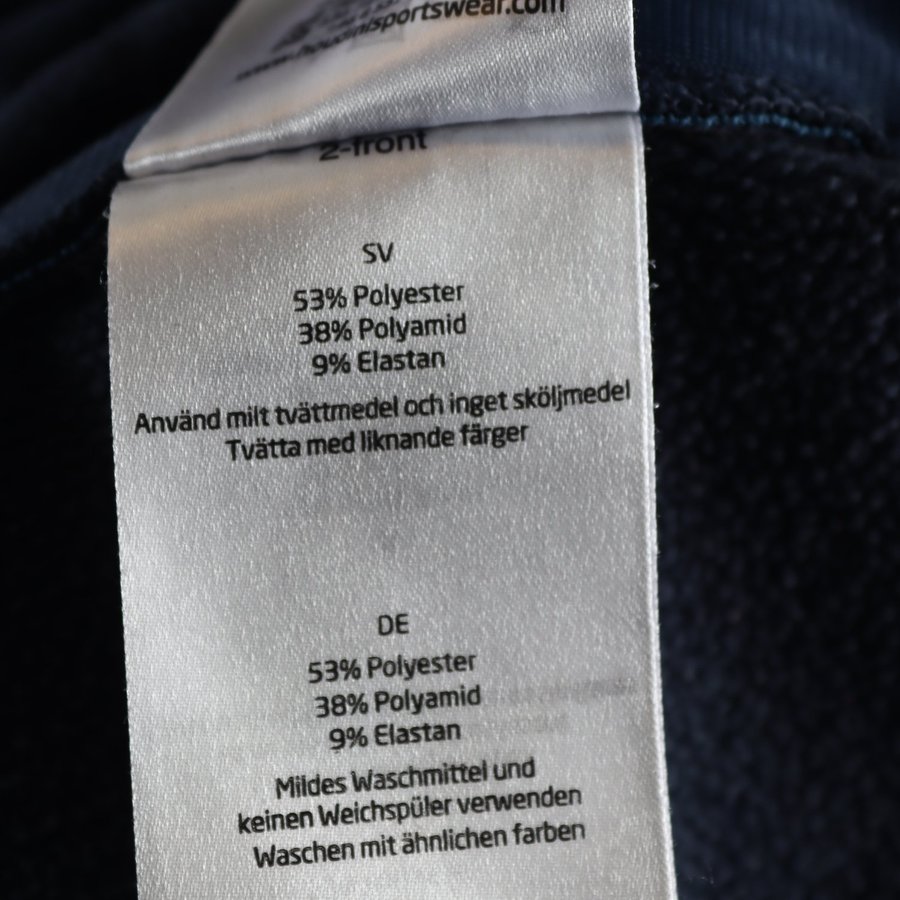 www.houdinisportswear.com
2-front
SV
53% Polyester
38% Polyamid
9% Elastan
Använd milt tvättmedel och inget sköljmedel
Tvätta med liknande färger
DE
53% Polyester
38% Polyamid
9% Elastan
Mildes Waschmittel und
keinen Weichspüler verwenden
Waschen mit ähnlichen farben